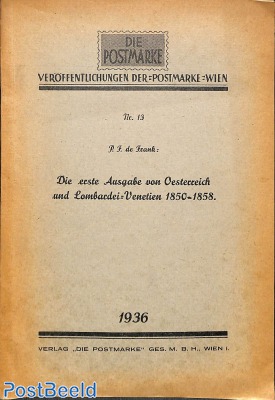 DIE
POSTMARKE
VERÖFFENTLICHUNGEN DER=POSTMARKE=WIEN
Nr. 13
P. F. de Frank:
Die erste Ausgabe von Oesterreich
und Lombardei=Venetien 1850-1858.
1936
VERLAG „DIE POSTMARKE" GES. M. B. H., WIEN I.
PostBeeld